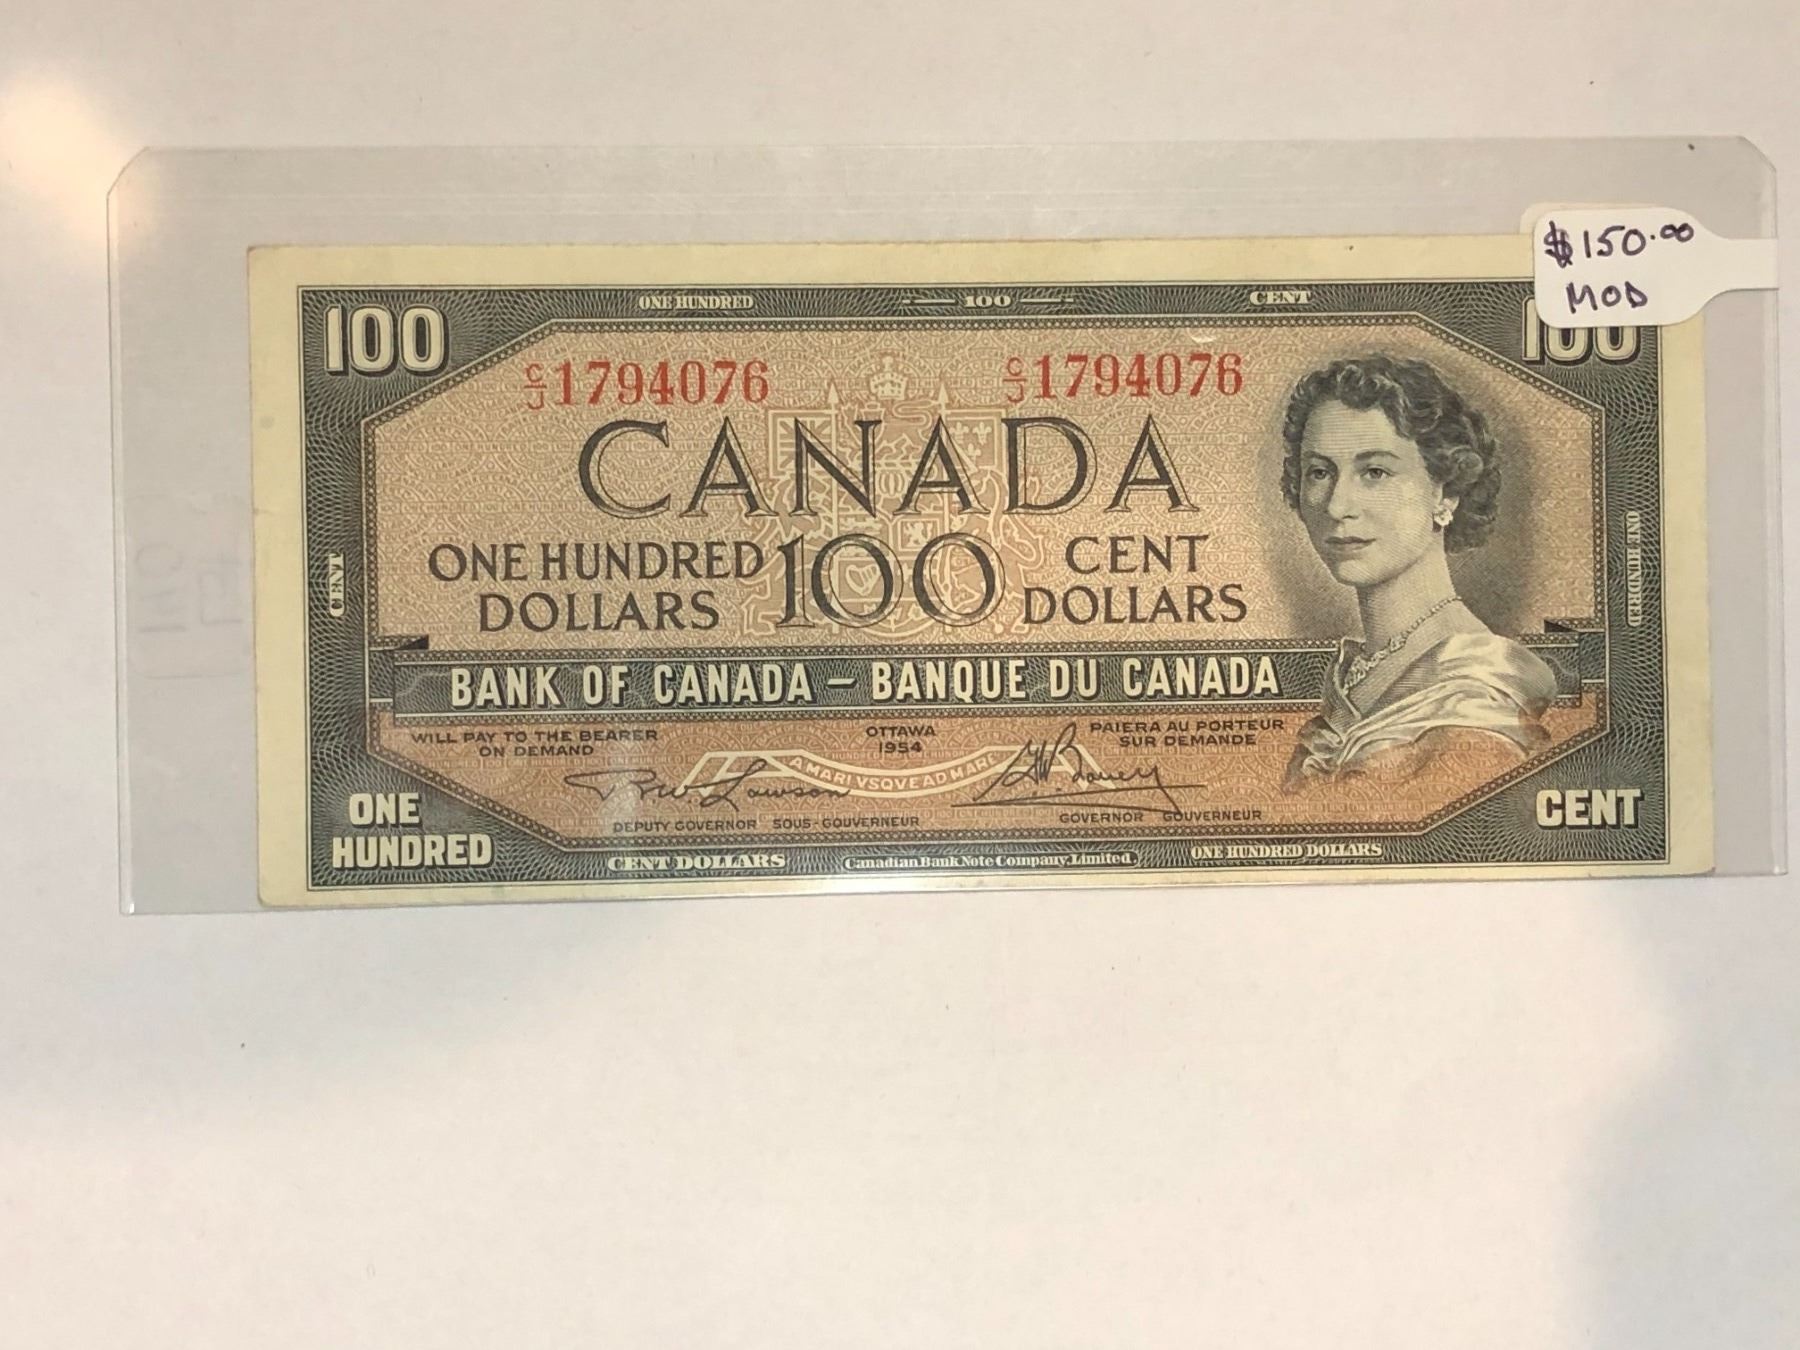 $150.00
MOD
ONE HUNDRED 100 CENT
100 100
C/J 1794076 C/J 1794076
CANADA
ONE HUNDRED DOLLARS 100 CENT DOLLARS
CENT
ONE HUNDRED
BANK OF CANADA – BANQUE DU CANADA
WILL PAY TO THE BEARER
ON DEMAND
OTTAWA
1954
PAIERA AU PORTEUR
SUR DEMANDE
A MARI VSQVE AD MARE
R.W. Lawson
DEPUTY GOVERNOR SOUS-GOUVERNEUR
GOVERNOR GOUVERNEUR
ONE
HUNDRED
CENT
CENT DOLLARS Canadian Bank Note Company, Limited ONE HUNDRED DOLLARS